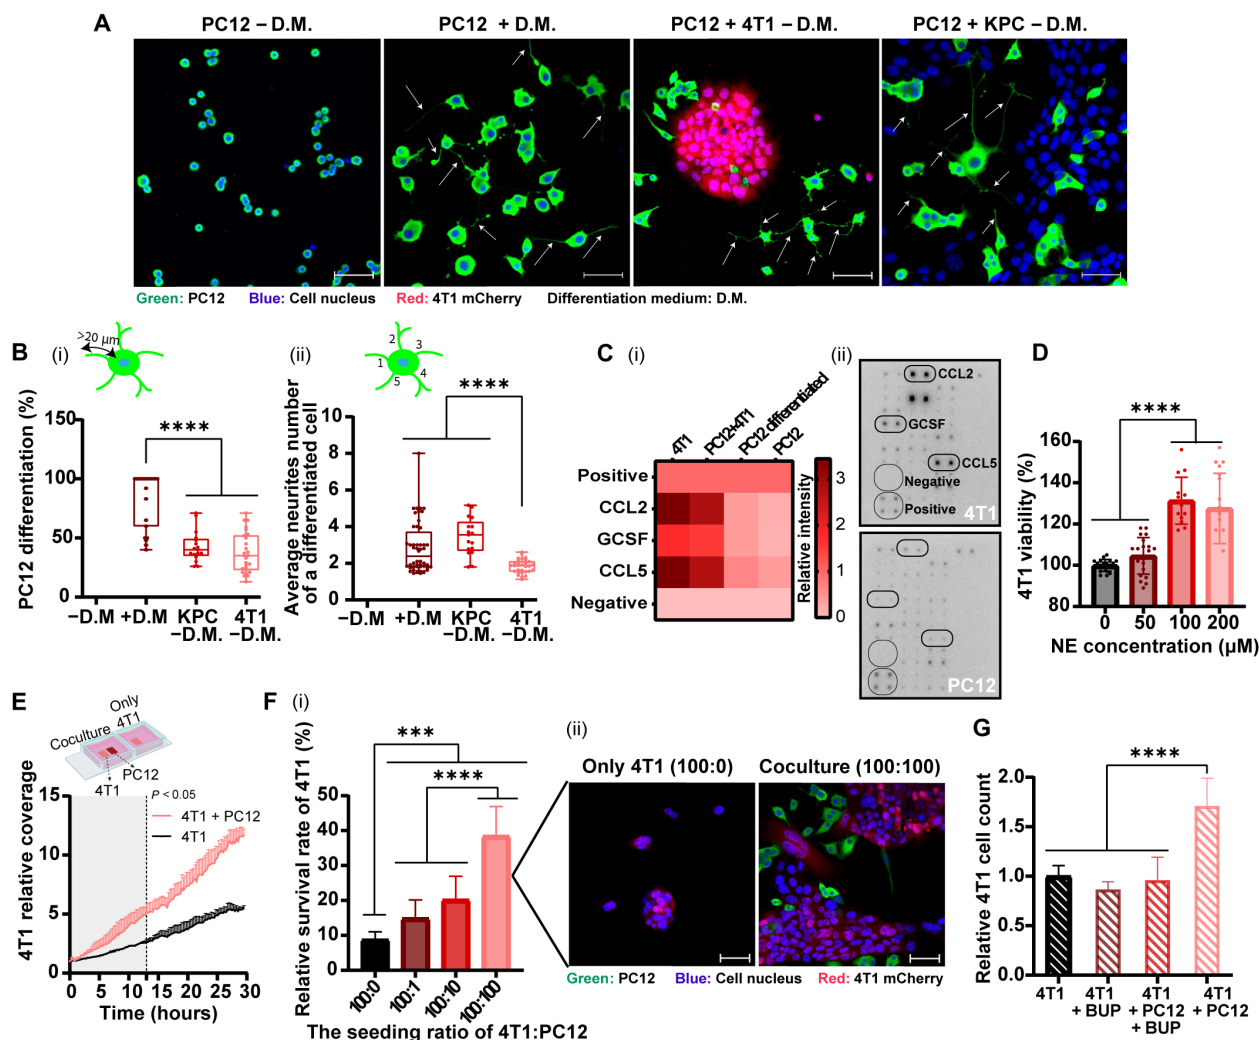 A
PC12 – D.M.
PC12 + D.M.
PC12 + 4T1 – D.M.
PC12 + KPC – D.M.
Green: PC12 Blue: Cell nucleus Red: 4T1 mCherry Differentiation medium: D.M.
B
(i)
>20 μm
PC12 differentiation (%)
150
100
50
0
****
–D.M
+D.M
KPC
–D.M.
4T1
–D.M.
(ii)
1
2
3
4
5
Average neurites number
of a differentiated cell
10
8
6
4
2
0
****
–D.M
+D.M
KPC
–D.M.
4T1
–D.M.
C
(i)
4T1
PC12+4T1
PC12 differentiated
PC12
Positive
CCL2
GCSF
CCL5
Negative
Relative intensity
3
2
1
0
(ii)
CCL2
GCSF
CCL5
Negative
Positive
4T1
PC12
D
4T1 viability (%)
160
140
120
100
80
****
0
50
100
200
NE concentration (μM)
E
Only
4T1
Coculture
PC12
4T1
4T1 relative coverage
15
10
5
0
P < 0.05
4T1 + PC12
4T1
0 5 10 15 20 25 30
Time (hours)
F
(i)
Relative survival rate of 4T1 (%)
50
40
30
20
10
0
***
****
100:0
100:1
100:10
100:100
The seeding ratio of 4T1:PC12
(ii)
Only 4T1 (100:0)
Coculture (100:100)
Green: PC12 Blue: Cell nucleus Red: 4T1 mCherry
G
Relative 4T1 cell count
2.0
1.5
1.0
0.5
0.0
****
4T1
4T1
+ BUP
4T1
+ PC12
+ BUP
4T1
+ PC12